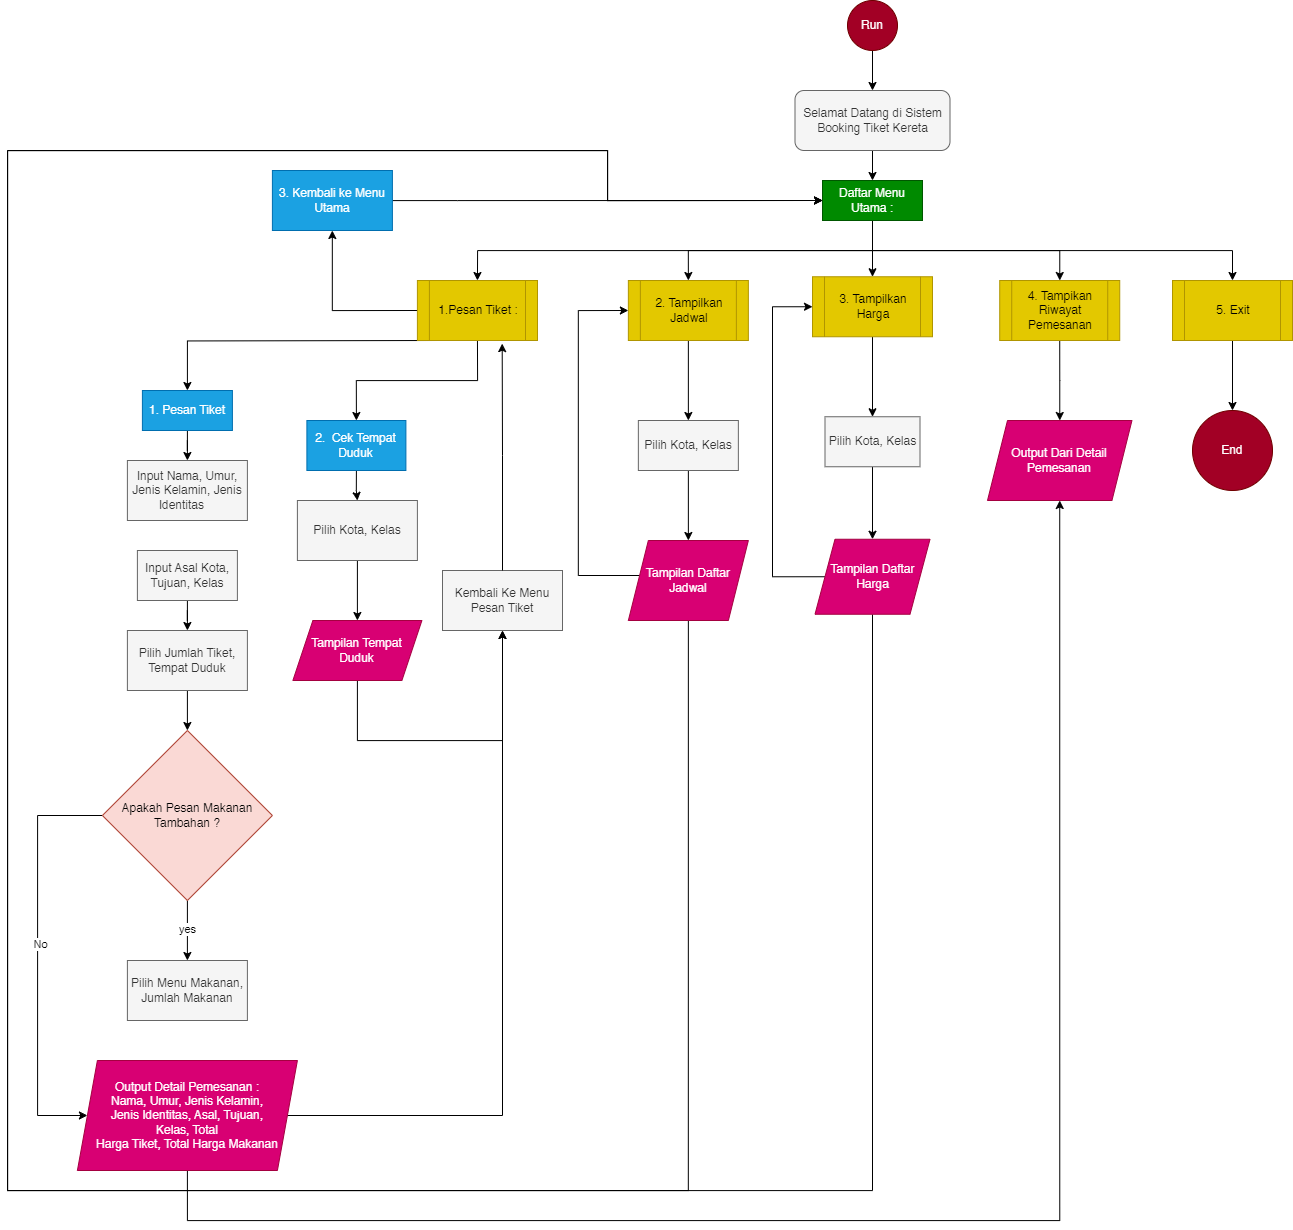 Run
Selamat Datang di Sistem
Booking Tiket Kereta
3. Kembali ke Menu
Utama
Daftar Menu
Utama :
1.Pesan Tiket :
2. Tampilkan
Jadwal
3. Tampilkan
Harga
4. Tampikan
Riwayat
Pemesanan
5. Exit
1. Pesan Tiket
2. Cek Tempat
Duduk
Pilih Kota, Kelas
Pilih Kota, Kelas
Output Dari Detail
Pemesanan
End
Input Nama, Umur,
Jenis Kelamin, Jenis
Identitas
Pilih Kota, Kelas
Input Asal Kota,
Tujuan, Kelas
Kembali Ke Menu
Pesan Tiket
Tampilan Daftar
Jadwal
Tampilan Daftar
Harga
Pilih Jumlah Tiket,
Tempat Duduk
Tampilan Tempat
Duduk
Apakah Pesan Makanan
Tambahan ?
yes
No
Pilih Menu Makanan,
Jumlah Makanan
Output Detail Pemesanan :
Nama, Umur, Jenis Kelamin,
Jenis Identitas, Asal, Tujuan,
Kelas, Total
Harga Tiket, Total Harga Makanan